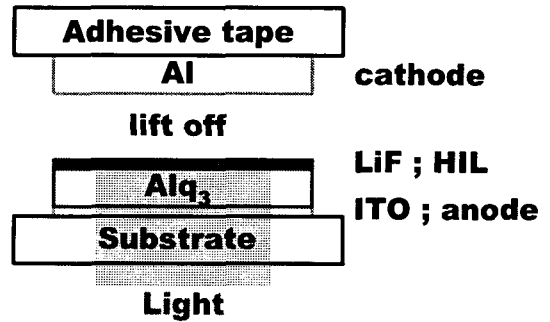 Adhesive tape
Al
cathode
lift off
LiF ; HIL
Alq3
ITO ; anode
Substrate
Light